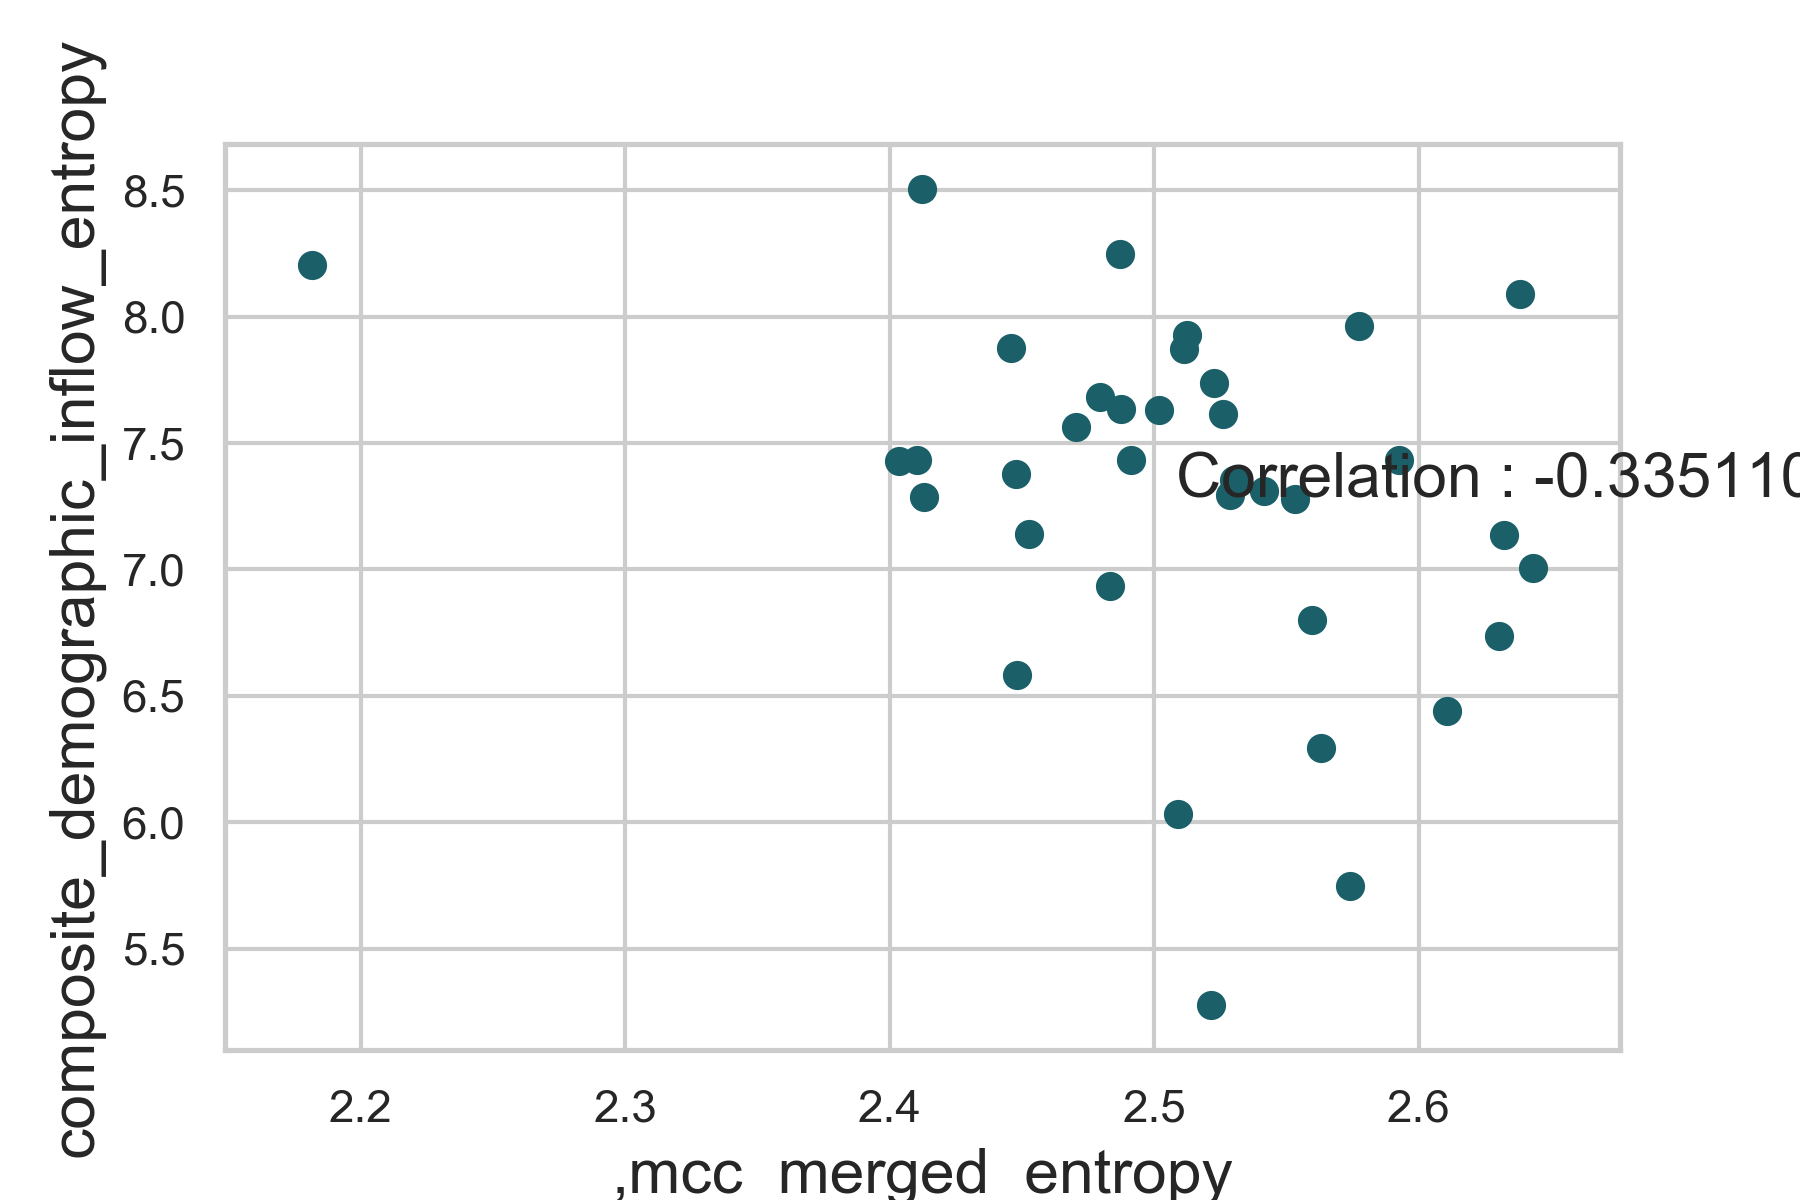 composite_demographic_inflow_entropy
8.5
8.0
7.5
7.0
6.5
6.0
5.5
Correlation : -0.335110
2.2 2.3 2.4 2.5 2.6
,mcc_merged_entropy